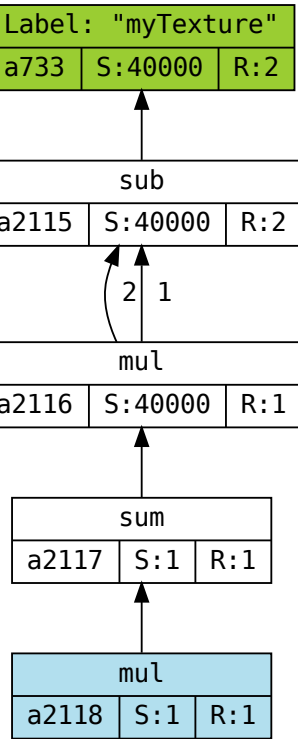 Label: "myTexture"
a733 S:40000 R:2
sub
a2115 S:40000 R:2
2 1
mul
a2116 S:40000 R:1
sum
a2117 S:1 R:1
mul
a2118 S:1 R:1